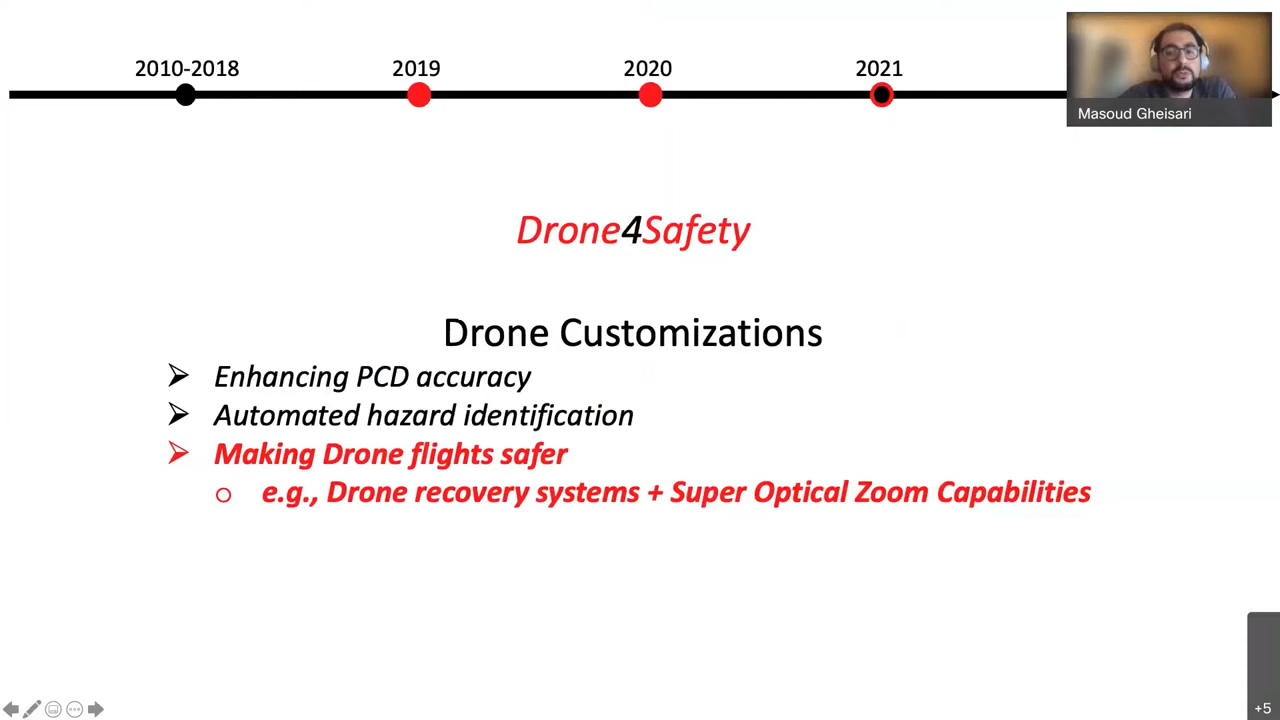 2010-2018 2019 2020 2021
Masoud Gheisari
Drone4Safety
Drone Customizations
➢ Enhancing PCD accuracy
➢ Automated hazard identification
➢ Making Drone flights safer
o e.g., Drone recovery systems + Super Optical Zoom Capabilities
+5